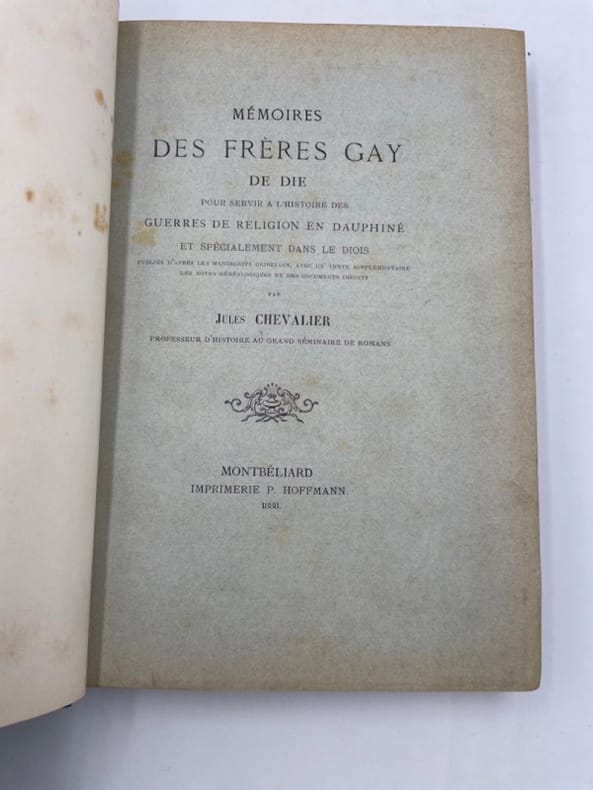 MÉMOIRES
DES FRÈRES GAY
DE DIE
POUR SERVIR A L'HISTOIRE DES
GUERRES DE RELIGION EN DAUPHINÉ
ET SPÉCIALEMENT DANS LE DIOIS
PUBLIÉS D'APRÈS LES MANUSCRITS ORIGINAUX, AVEC UN TEXTE SUPPLÉMENTAIRE
DES NOTES GÉNÉALOGIQUES ET DES DOCUMENTS INÉDITS
PAR
JULES CHEVALIER
PROFESSEUR D'HISTOIRE AU GRAND SÉMINAIRE DE ROMANS
MONTBÉLIARD
IMPRIMERIE P. HOFFMANN
1888.